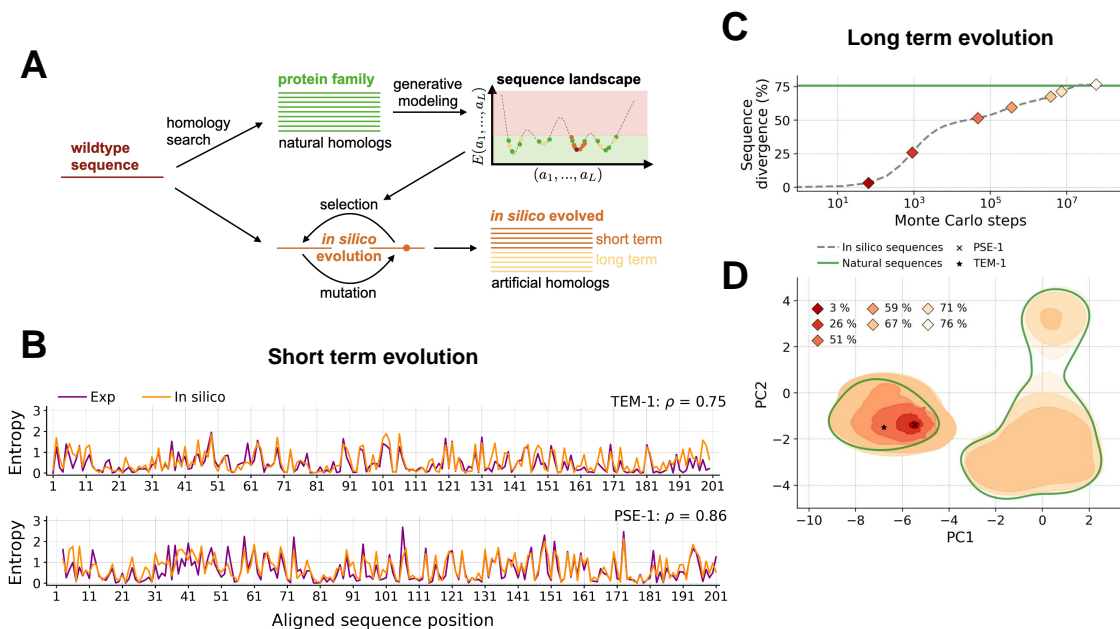 A
protein family
generative
modeling
sequence landscape
homology
search
natural homologs
wildtype
sequence
E(a₁, ..., a_L)
(a₁, ..., a_L)
selection
in silico
evolution
mutation
in silico evolved
short term
long term
artificial homologs
B
Short term evolution
Exp
In silico
TEM-1: ρ = 0.75
Entropy
3
2
1
0
1 11 21 31 41 51 61 71 81 91 101 111 121 131 141 151 161 171 181 191 201
PSE-1: ρ = 0.86
Entropy
3
2
1
0
1 11 21 31 41 51 61 71 81 91 101 111 121 131 141 151 161 171 181 191 201
Aligned sequence position
C
Long term evolution
Sequence
divergence (%)
75
50
25
0
10¹ 10³ 10⁵ 10⁷
Monte Carlo steps
In silico sequences
Natural sequences
PSE-1
TEM-1
D
3 %
26 %
51 %
59 %
67 %
71 %
76 %
PC2
4
2
0
−2
−4
−10 −8 −6 −4 −2 0 2
PC1